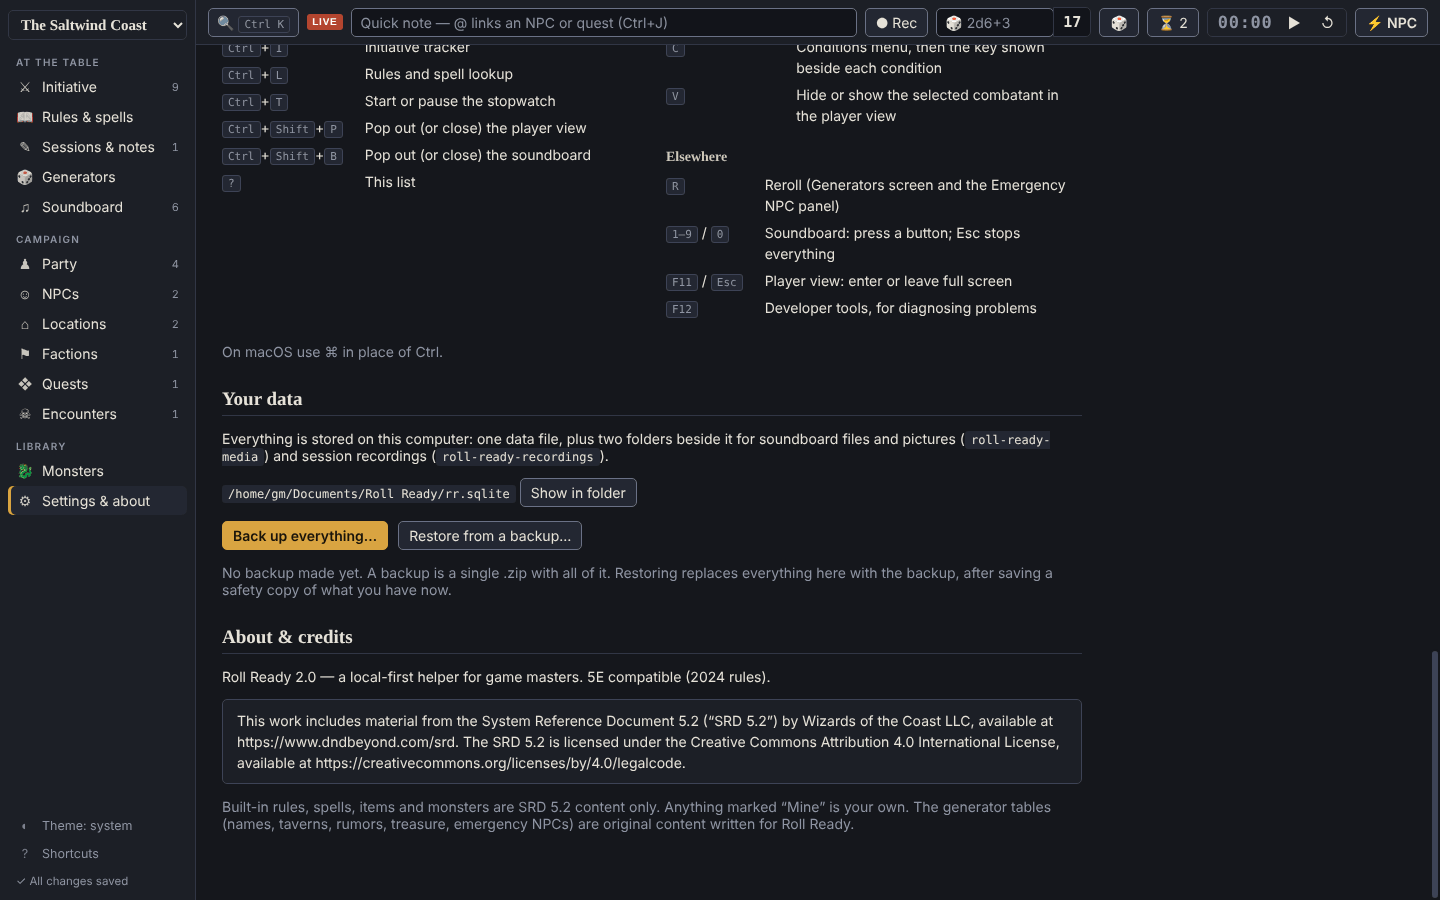 The Saltwind Coast
AT THE TABLE
Initiative 9
Rules & spells
Sessions & notes 1
Generators
Soundboard 6
CAMPAIGN
Party 4
NPCs 2
Locations 2
Factions 1
Quests 1
Encounters 1
LIBRARY
Monsters
Settings & about
Theme: system
? Shortcuts
✓ All changes saved
Ctrl K
LIVE
Quick note — @ links an NPC or quest (Ctrl+J)
Rec
2d6+3
17
2
00:00
NPC
Ctrl+I Initiative tracker
Ctrl+L Rules and spell lookup
Ctrl+T Start or pause the stopwatch
Ctrl+Shift+P Pop out (or close) the player view
Ctrl+Shift+B Pop out (or close) the soundboard
? This list
C Conditions menu, then the key shown
beside each condition
V Hide or show the selected combatant in
the player view
Elsewhere
R Reroll (Generators screen and the Emergency
NPC panel)
1–9 / 0 Soundboard: press a button; Esc stops
everything
F11 / Esc Player view: enter or leave full screen
F12 Developer tools, for diagnosing problems
On macOS use ⌘ in place of Ctrl.
Your data
Everything is stored on this computer: one data file, plus two folders beside it for soundboard files and pictures (roll-ready-
media) and session recordings (roll-ready-recordings).
/home/gm/Documents/Roll Ready/rr.sqlite Show in folder
Back up everything… Restore from a backup…
No backup made yet. A backup is a single .zip with all of it. Restoring replaces everything here with the backup, after saving a
safety copy of what you have now.
About & credits
Roll Ready 2.0 — a local-first helper for game masters. 5E compatible (2024 rules).
This work includes material from the System Reference Document 5.2 (“SRD 5.2”) by Wizards of the Coast LLC, available at
https://www.dndbeyond.com/srd. The SRD 5.2 is licensed under the Creative Commons Attribution 4.0 International License,
available at https://creativecommons.org/licenses/by/4.0/legalcode.
Built-in rules, spells, items and monsters are SRD 5.2 content only. Anything marked “Mine” is your own. The generator tables
(names, taverns, rumors, treasure, emergency NPCs) are original content written for Roll Ready.